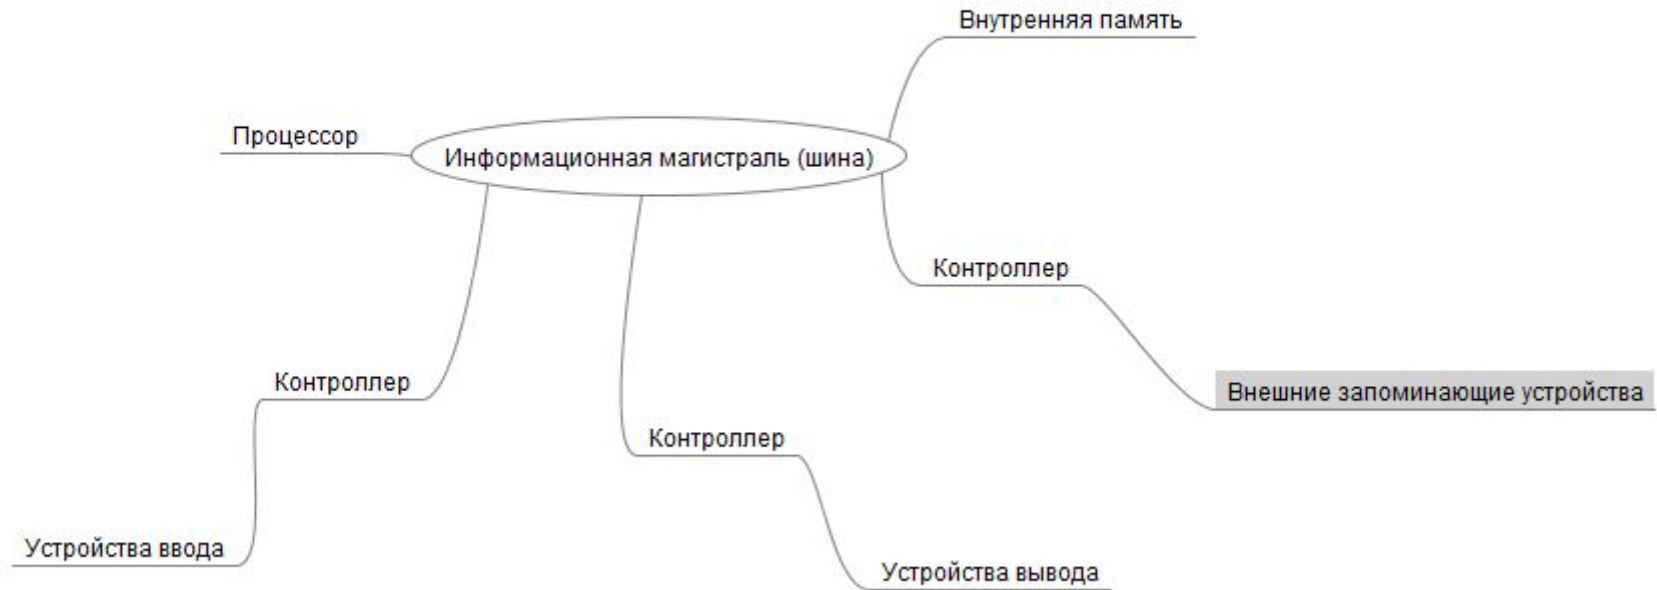 Внутренняя память
Процессор
Информационная магистраль (шина)
Контроллер
Контроллер
Внешние запоминающие устройства
Контроллер
Устройства ввода
Устройства вывода